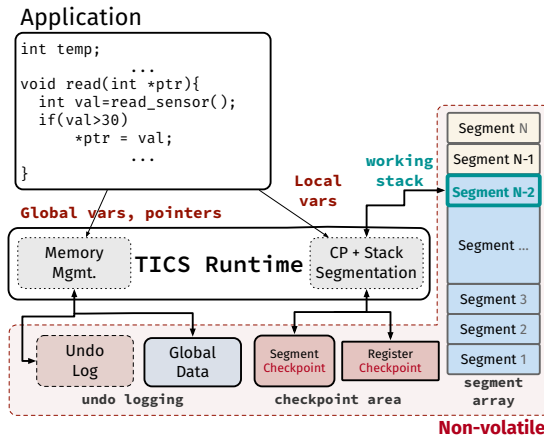 Application
int temp;
...
void read(int *ptr){
int val=read_sensor();
if(val>30)
*ptr = val;
...
}
Global vars, pointers
Local
vars
working
stack
Memory
Mgmt.
TICS Runtime
CP + Stack
Segmentation
Undo
Log
Global
Data
Segment
Checkpoint
Register
Checkpoint
undo logging
checkpoint area
Segment N
Segment N-1
Segment N-2
Segment ...
Segment 3
Segment 2
Segment 1
segment
array
Non-volatile